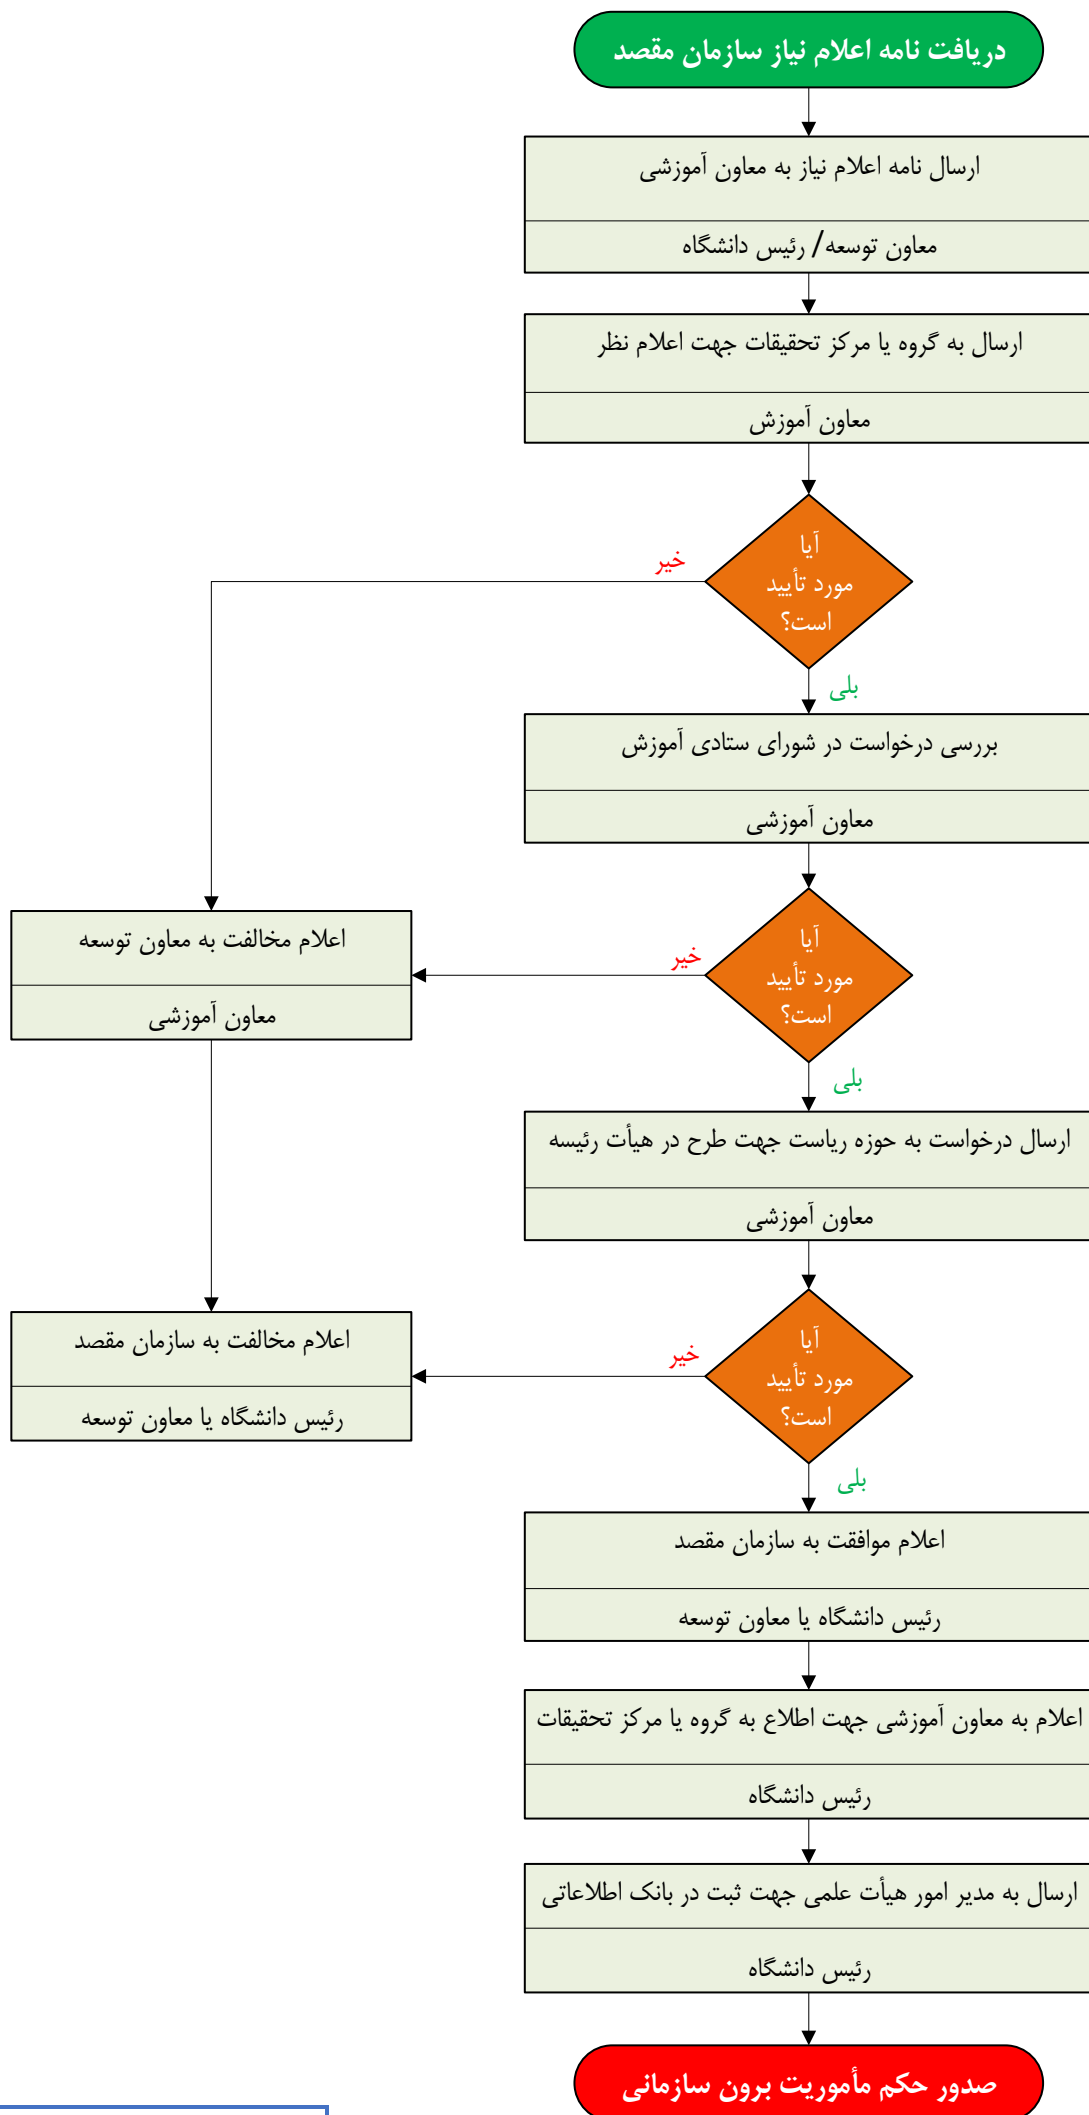 دریافت نامه اعلام نیاز سازمان مقصد
ارسال نامه اعلام نیاز به معاون آموزشی
معاون توسعه/ رئیس دانشگاه
ارسال به گروه یا مرکز تحقیقات جهت اعلام نظر
معاون آموزش
آیا
مورد تأیید
است؟
خیر
بلی
بررسی درخواست در شورای ستادی آموزش
معاون آموزشی
آیا
مورد تأیید
است؟
خیر
اعلام مخالفت به معاون توسعه
معاون آموزشی
بلی
ارسال درخواست به حوزه ریاست جهت طرح در هیأت رئیسه
معاون آموزشی
آیا
مورد تأیید
است؟
خیر
اعلام مخالفت به سازمان مقصد
رئیس دانشگاه یا معاون توسعه
بلی
اعلام موافقت به سازمان مقصد
رئیس دانشگاه یا معاون توسعه
اعلام به معاون آموزشی جهت اطلاع به گروه یا مرکز تحقیقات
رئیس دانشگاه
ارسال به مدیر امور هیأت علمی جهت ثبت در بانک اطلاعاتی
رئیس دانشگاه
صدور حکم مأموریت برون سازمانی